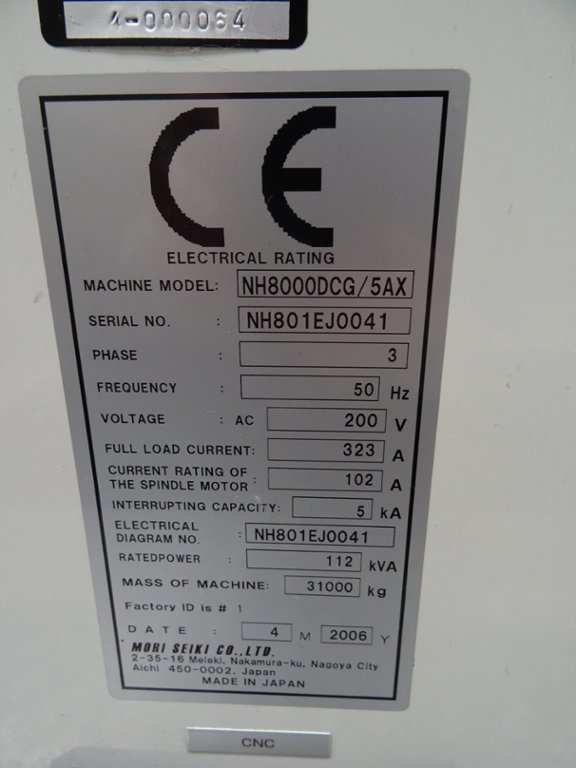 4-000064
CE
ELECTRICAL RATING
MACHINE MODEL: NH8000DCG/5AX
SERIAL NO. : NH801EJ0041
PHASE : 3
FREQUENCY : 50 Hz
VOLTAGE : AC 200 V
FULL LOAD CURRENT: 323 A
CURRENT RATING OF
THE SPINDLE MOTOR : 102 A
INTERRUPTING CAPACITY: 5 kA
ELECTRICAL
DIAGRAM NO. : NH801EJ0041
RATEDPOWER : 112 kVA
MASS OF MACHINE: 31000 kg
Factory ID is # 1
DATE : 4 M 2006 Y
MORI SEIKI CO.,LTD.
2-35-16 Meieki, Nakamura-ku, Nagoya City
Aichi 450-0002, Japan
MADE IN JAPAN
CNC